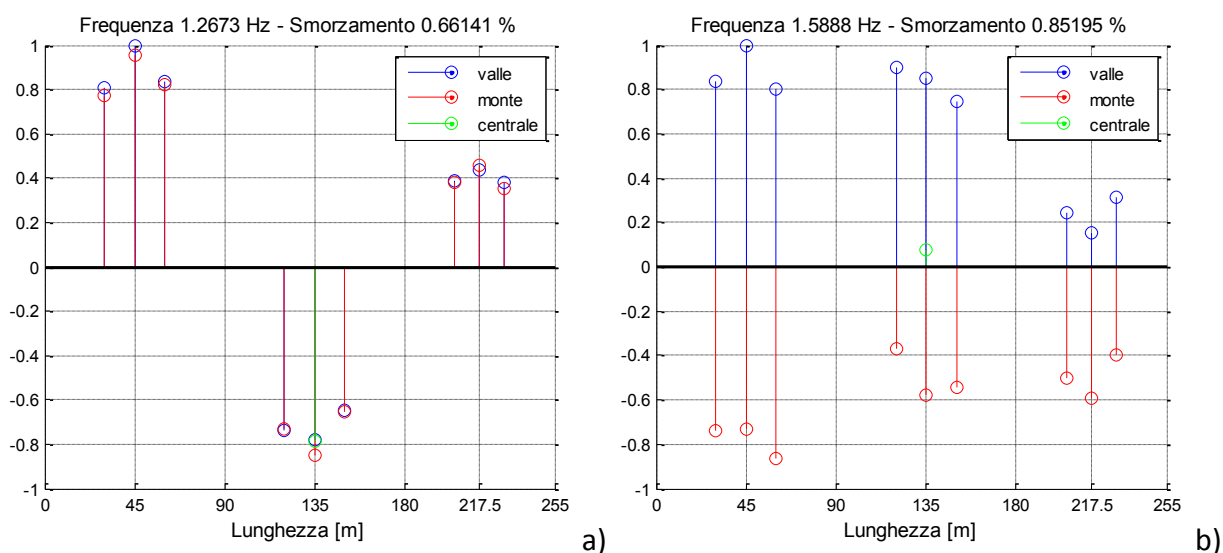 Frequenza 1.2673 Hz - Smorzamento 0.66141 %
1
0.8
0.6
0.4
0.2
0
-0.2
-0.4
-0.6
-0.8
-1
0 45 90 135 180 217.5 255
Lunghezza [m]
valle
monte
centrale
a)
Frequenza 1.5888 Hz - Smorzamento 0.85195 %
1
0.8
0.6
0.4
0.2
0
-0.2
-0.4
-0.6
-0.8
-1
0 45 90 135 180 217.5 255
Lunghezza [m]
valle
monte
centrale
b)